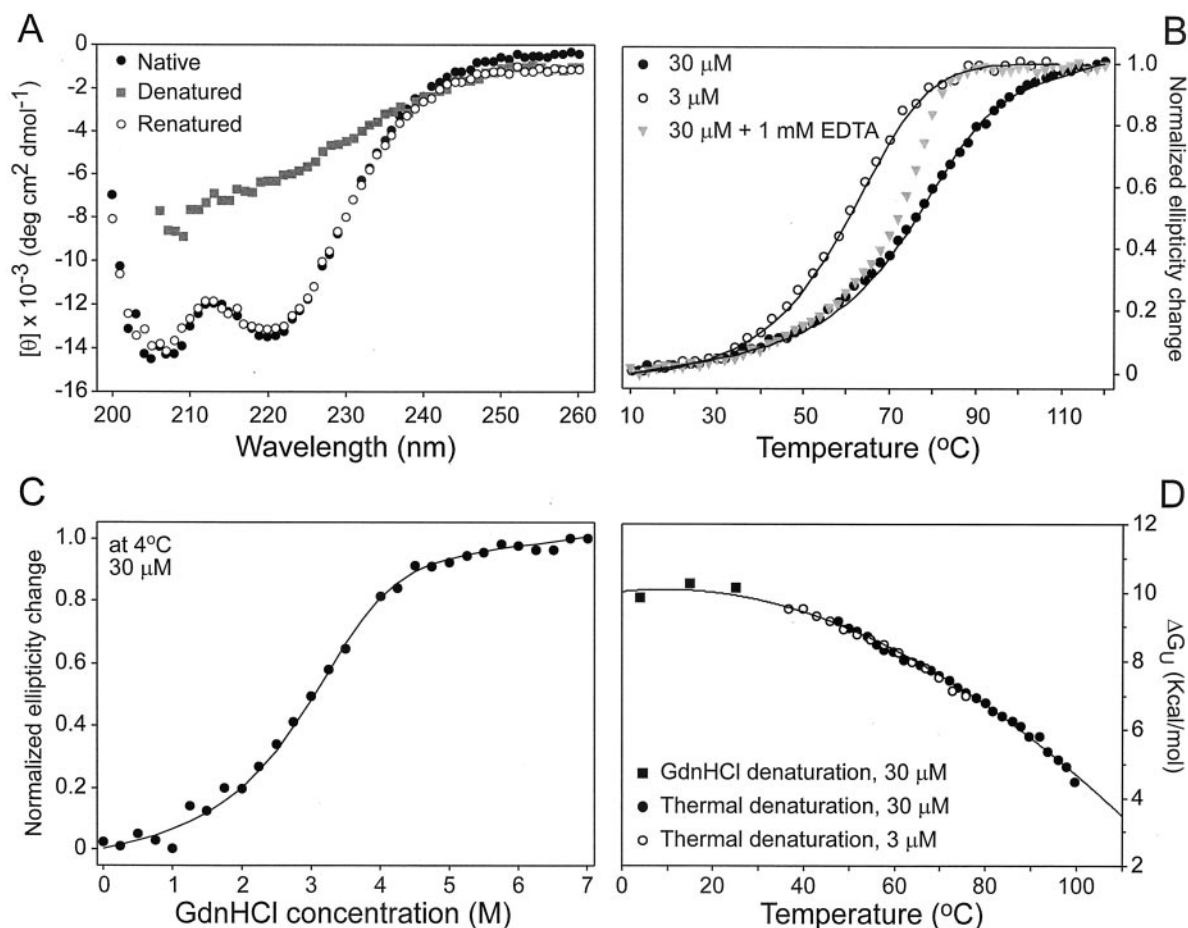 A
Native
Denatured
Renatured
0
-2
-4
-6
-8
-10
-12
-14
-16
[θ] x 10⁻³ (deg cm² dmol⁻¹)
200 210 220 230 240 250 260
Wavelength (nm)
B
30 μM
3 μM
30 μM + 1 mM EDTA
1.0
0.8
0.6
0.4
0.2
0
Normalized ellipticity change
10 30 50 70 90 110
Temperature (ºC)
C
at 4ºC
30 μM
1.0
0.8
0.6
0.4
0.2
0
Normalized ellipticity change
0 1 2 3 4 5 6 7
GdnHCl concentration (M)
D
GdnHCl denaturation, 30 μM
Thermal denaturation, 30 μM
Thermal denaturation, 3 μM
12
10
8
6
4
2
ΔG_U (Kcal/mol)
0 20 40 60 80 100
Temperature (ºC)